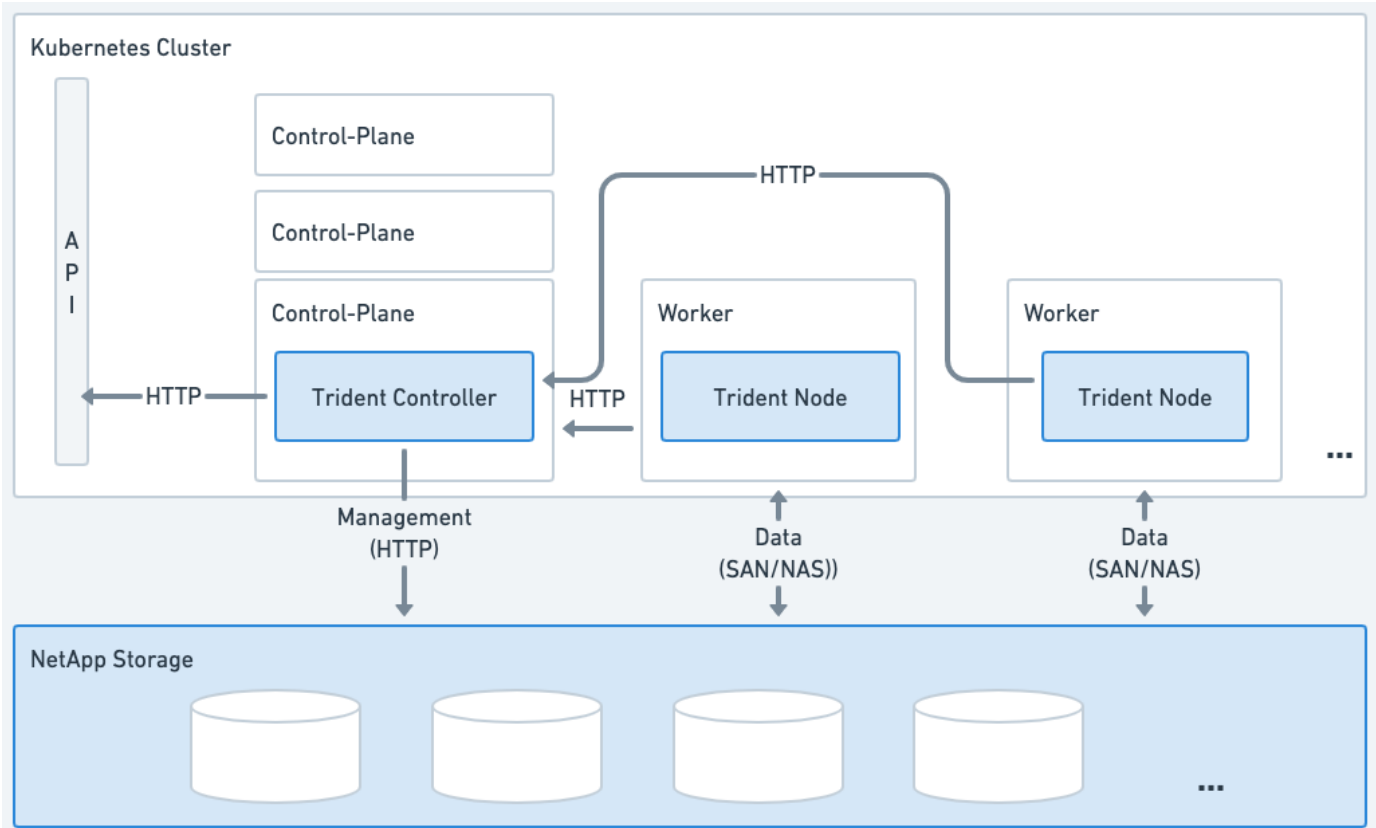 Kubernetes Cluster
A
P
I
Control-Plane
Control-Plane
Control-Plane
Trident Controller
HTTP
HTTP
HTTP
Worker
Trident Node
Worker
Trident Node
...
Management
(HTTP)
Data
(SAN/NAS))
Data
(SAN/NAS)
NetApp Storage
...